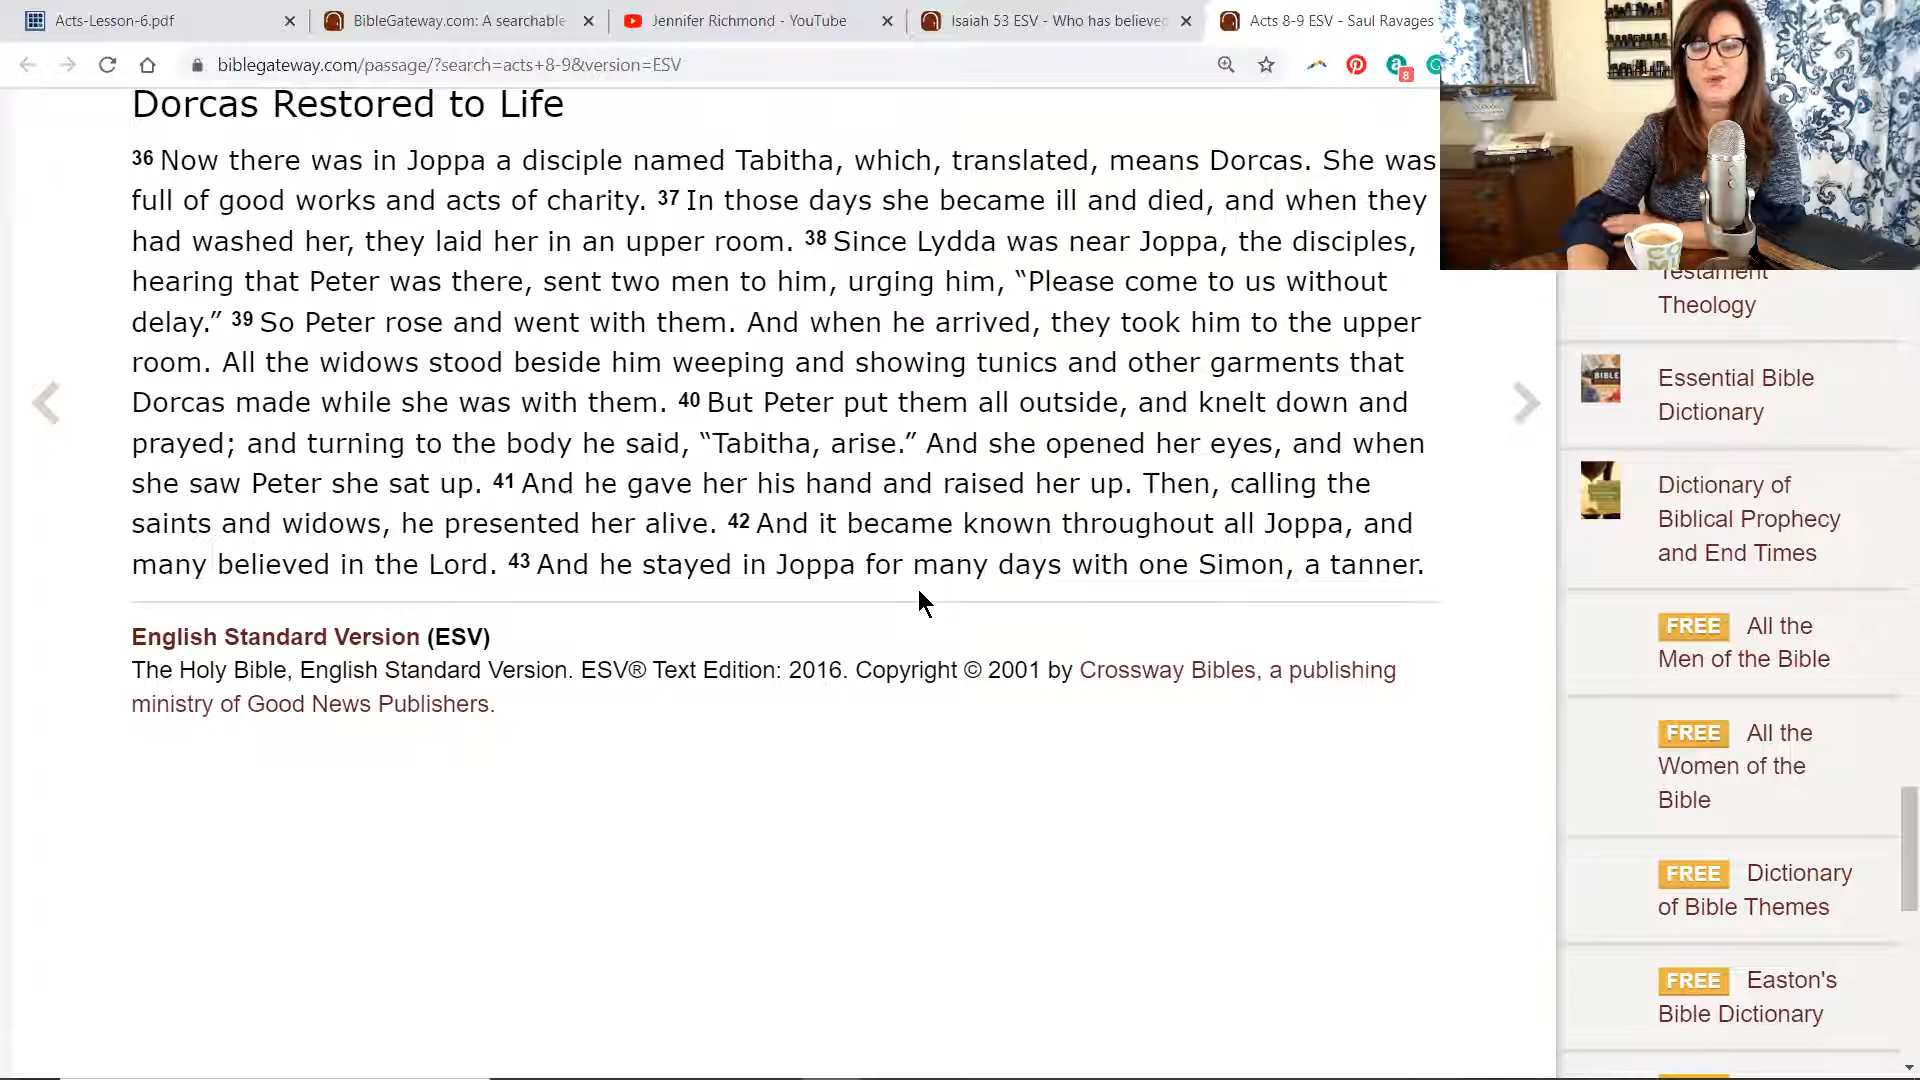 Acts-Lesson-6.pdf
BibleGateway.com: A searchable
Jennifer Richmond - YouTube
Isaiah 53 ESV - Who has believed
Acts 8-9 ESV - Saul Ravages
biblegateway.com/passage/?search=acts+8-9&version=ESV
8
Dorcas Restored to Life
36 Now there was in Joppa a disciple named Tabitha, which, translated, means Dorcas. She was
full of good works and acts of charity. 37 In those days she became ill and died, and when they
had washed her, they laid her in an upper room. 38 Since Lydda was near Joppa, the disciples,
hearing that Peter was there, sent two men to him, urging him, “Please come to us without
delay.” 39 So Peter rose and went with them. And when he arrived, they took him to the upper
room. All the widows stood beside him weeping and showing tunics and other garments that
Dorcas made while she was with them. 40 But Peter put them all outside, and knelt down and
prayed; and turning to the body he said, “Tabitha, arise.” And she opened her eyes, and when
she saw Peter she sat up. 41 And he gave her his hand and raised her up. Then, calling the
saints and widows, he presented her alive. 42 And it became known throughout all Joppa, and
many believed in the Lord. 43 And he stayed in Joppa for many days with one Simon, a tanner.
English Standard Version (ESV)
The Holy Bible, English Standard Version. ESV® Text Edition: 2016. Copyright © 2001 by Crossway Bibles, a publishing
ministry of Good News Publishers.
Testament
Theology
Essential Bible
Dictionary
Dictionary of
Biblical Prophecy
and End Times
FREE All the
Men of the Bible
FREE All the
Women of the
Bible
FREE Dictionary
of Bible Themes
FREE Easton's
Bible Dictionary